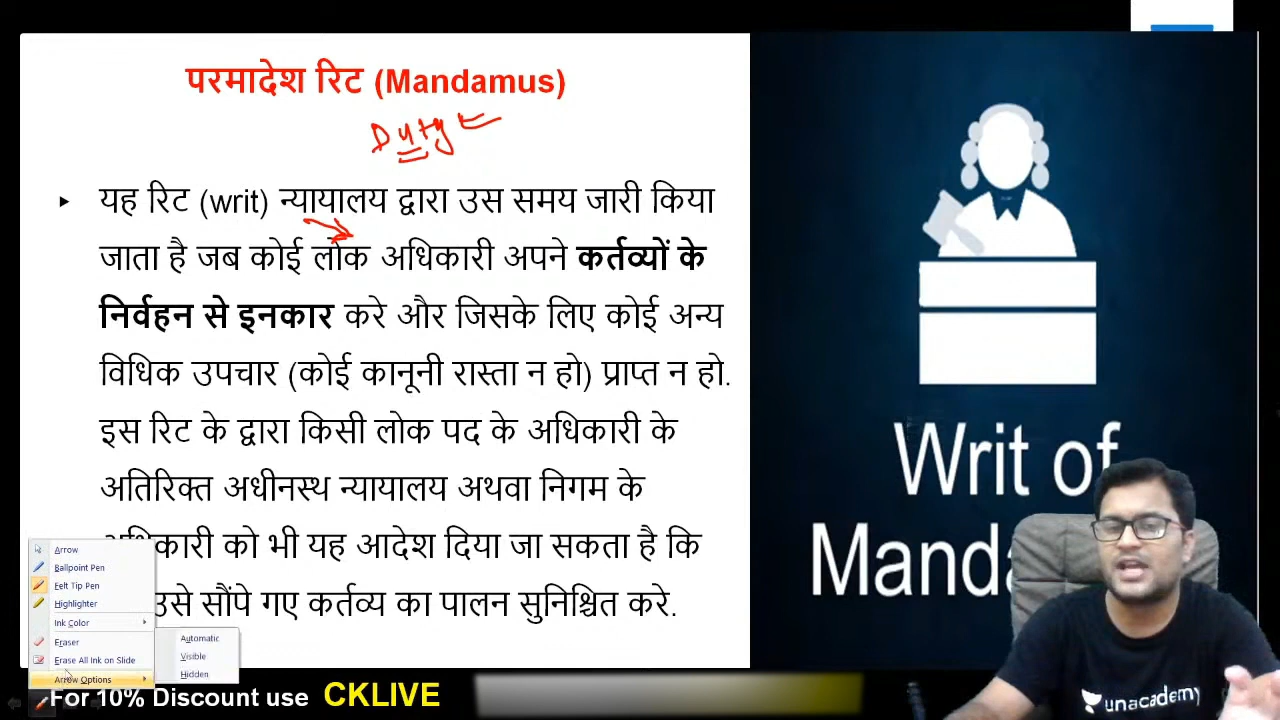 परमादेश रिट (Mandamus)
Duty
यह रिट (writ) न्यायालय द्वारा उस समय जारी किया
जाता है जब कोई लोक अधिकारी अपने कर्तव्यों के
निर्वहन से इनकार करे और जिसके लिए कोई अन्य
विधिक उपचार (कोई कानूनी रास्ता न हो) प्राप्त न हो.
इस रिट के द्वारा किसी लोक पद के अधिकारी के
अतिरिक्त अधीनस्थ न्यायालय अथवा निगम के
को भी यह आदेश दिया जा सकता है कि
उसे सौंपे गए कर्तव्य का पालन सुनिश्चित करे.
Arrow
Ballpoint Pen
Felt Tip Pen
Highlighter
Ink Color
Eraser
Erase All Ink on Slide
Arrow Options
Automatic
Visible
Hidden
Writ of
For 10% Discount use CKLIVE
unacademy